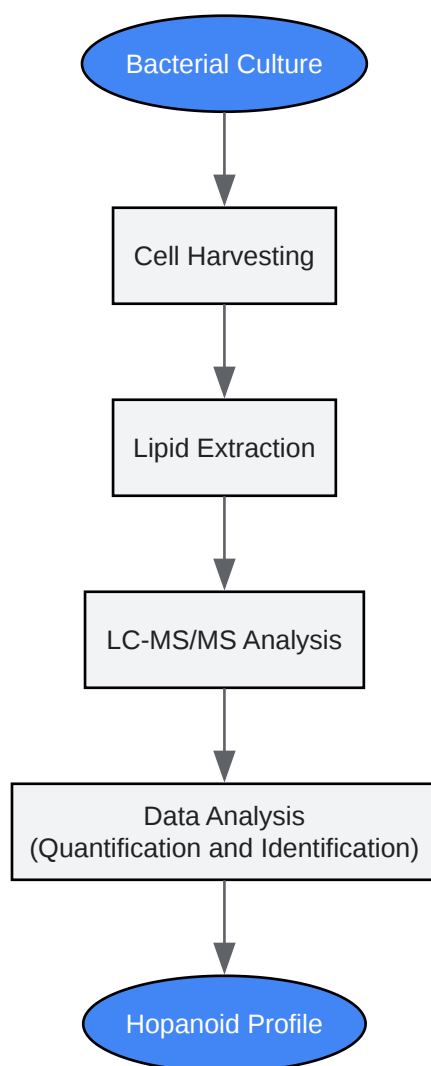 Bacterial Culture
Cell Harvesting
Lipid Extraction
LC-MS/MS Analysis
Data Analysis
(Quantification and Identification)
Hopanoid Profile